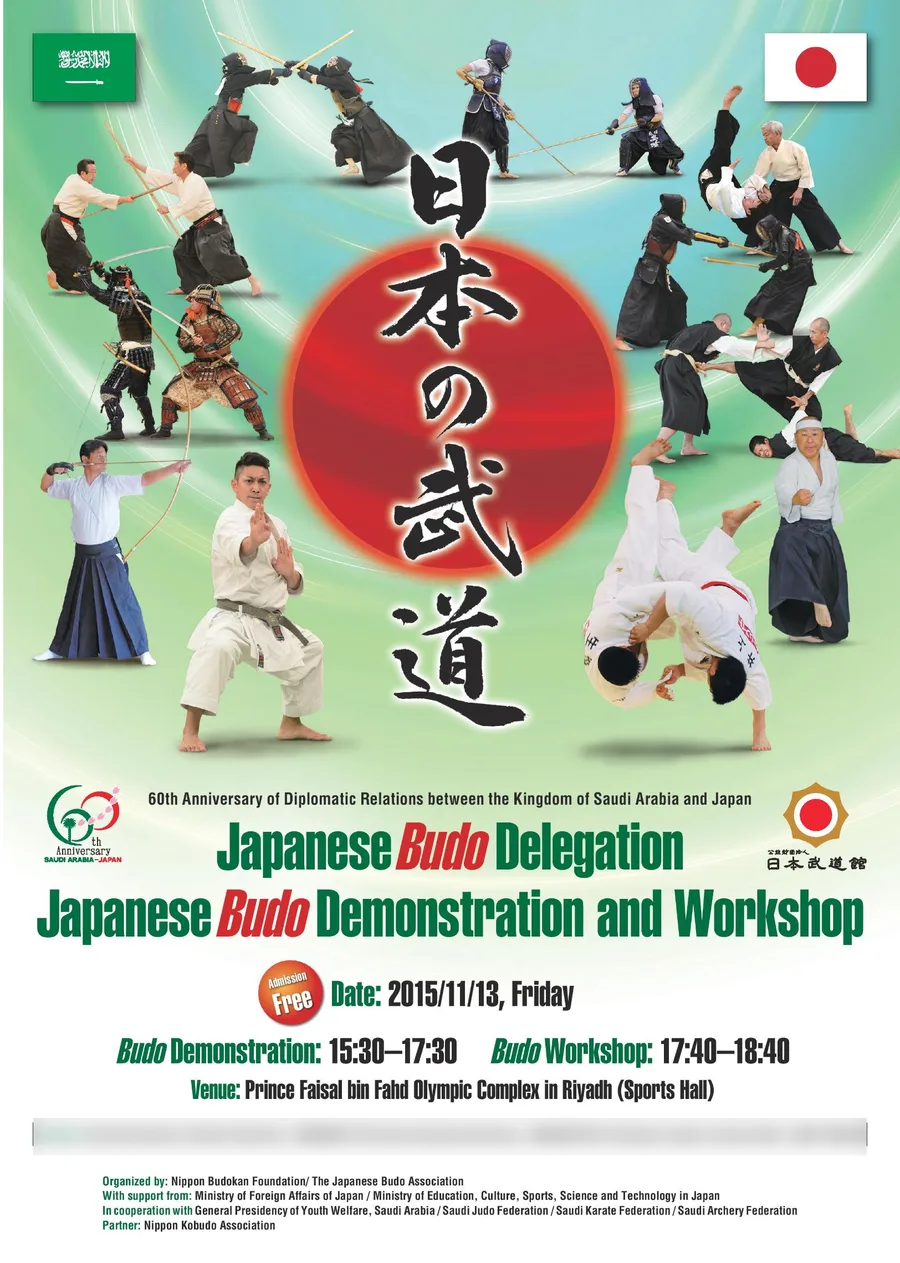 日本の武道
60th Anniversary of Diplomatic Relations between the Kingdom of Saudi Arabia and Japan
60th
Anniversary
SAUDI ARABIA–JAPAN
公益財団法人
日本武道館
Japanese Budo Delegation
Japanese Budo Demonstration and Workshop
Admission
Free
Date: 2015/11/13, Friday
Budo Demonstration: 15:30–17:30 Budo Workshop: 17:40–18:40
Venue: Prince Faisal bin Fahd Olympic Complex in Riyadh (Sports Hall)
Organized by: Nippon Budokan Foundation/ The Japanese Budo Association
With support from: Ministry of Foreign Affairs of Japan / Ministry of Education, Culture, Sports, Science and Technology in Japan
In cooperation with General Presidency of Youth Welfare, Saudi Arabia / Saudi Judo Federation / Saudi Karate Federation / Saudi Archery Federation
Partner: Nippon Kobudo Association